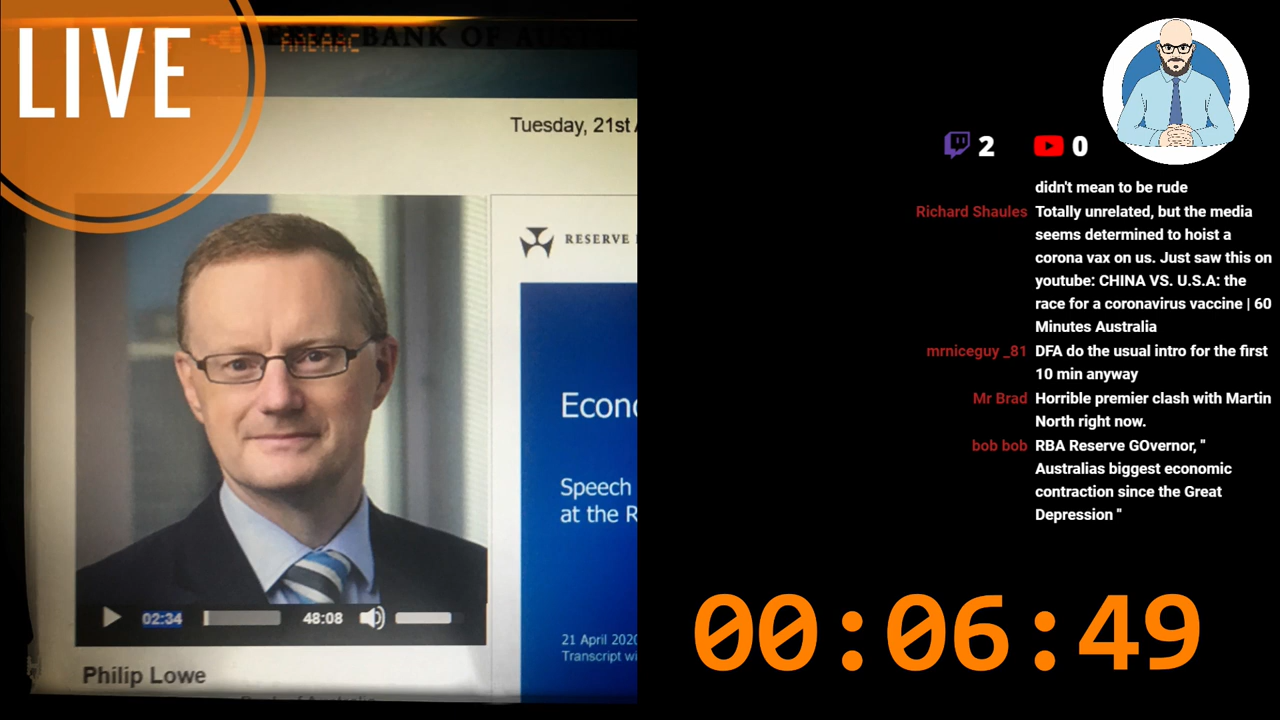 LIVE
BANK OF
Tuesday, 21st
RESERVE
Econo
Speech
at the R
02:34
48:08
21 April 2020
Transcript wi
Philip Lowe
2
0
didn't mean to be rude
Richard Shaules Totally unrelated, but the media
seems determined to hoist a
corona vax on us. Just saw this on
youtube: CHINA VS. U.S.A: the
race for a coronavirus vaccine | 60
Minutes Australia
mrniceguy _81 DFA do the usual intro for the first
10 min anyway
Mr Brad Horrible premier clash with Martin
North right now.
bob bob RBA Reserve GOvernor, "
Australias biggest economic
contraction since the Great
Depression "
00:06:49